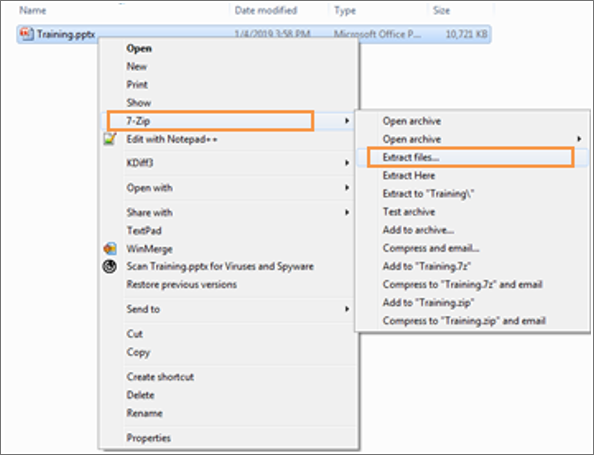 Name Date modified Type Size
Training.pptx 1/4/2019 3:58 PM Microsoft Office P... 10,721 KB
Open
New
Print
Show
7-Zip
Edit with Notepad++
KDiff3
Open with
Share with
TextPad
WinMerge
Scan Training.pptx for Viruses and Spyware
Restore previous versions
Send to
Cut
Copy
Create shortcut
Delete
Rename
Properties
Open archive
Open archive
Extract files...
Extract Here
Extract to "Training\"
Test archive
Add to archive...
Compress and email...
Add to "Training.7z"
Compress to "Training.7z" and email
Add to "Training.zip"
Compress to "Training.zip" and email